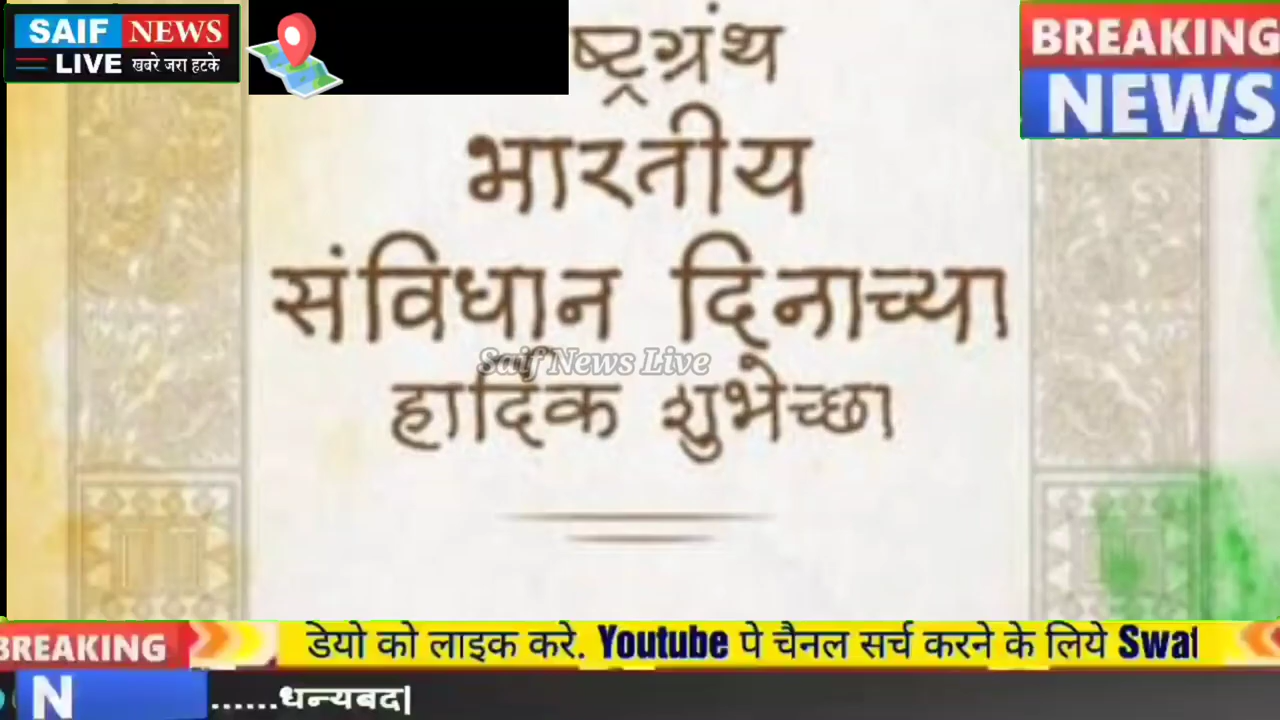 SAIF NEWS
LIVE खबरे जरा हटके
BREAKING
NEWS
ष्ट्रग्रंथ
भारतीय
संविधान दिनाच्या
Saif News Live
हार्दिक शुभेच्छा
BREAKING
डेयो को लाइक करे. Youtube पे चैनल सर्च करने के लिये Swat
N
......धन्यबद|